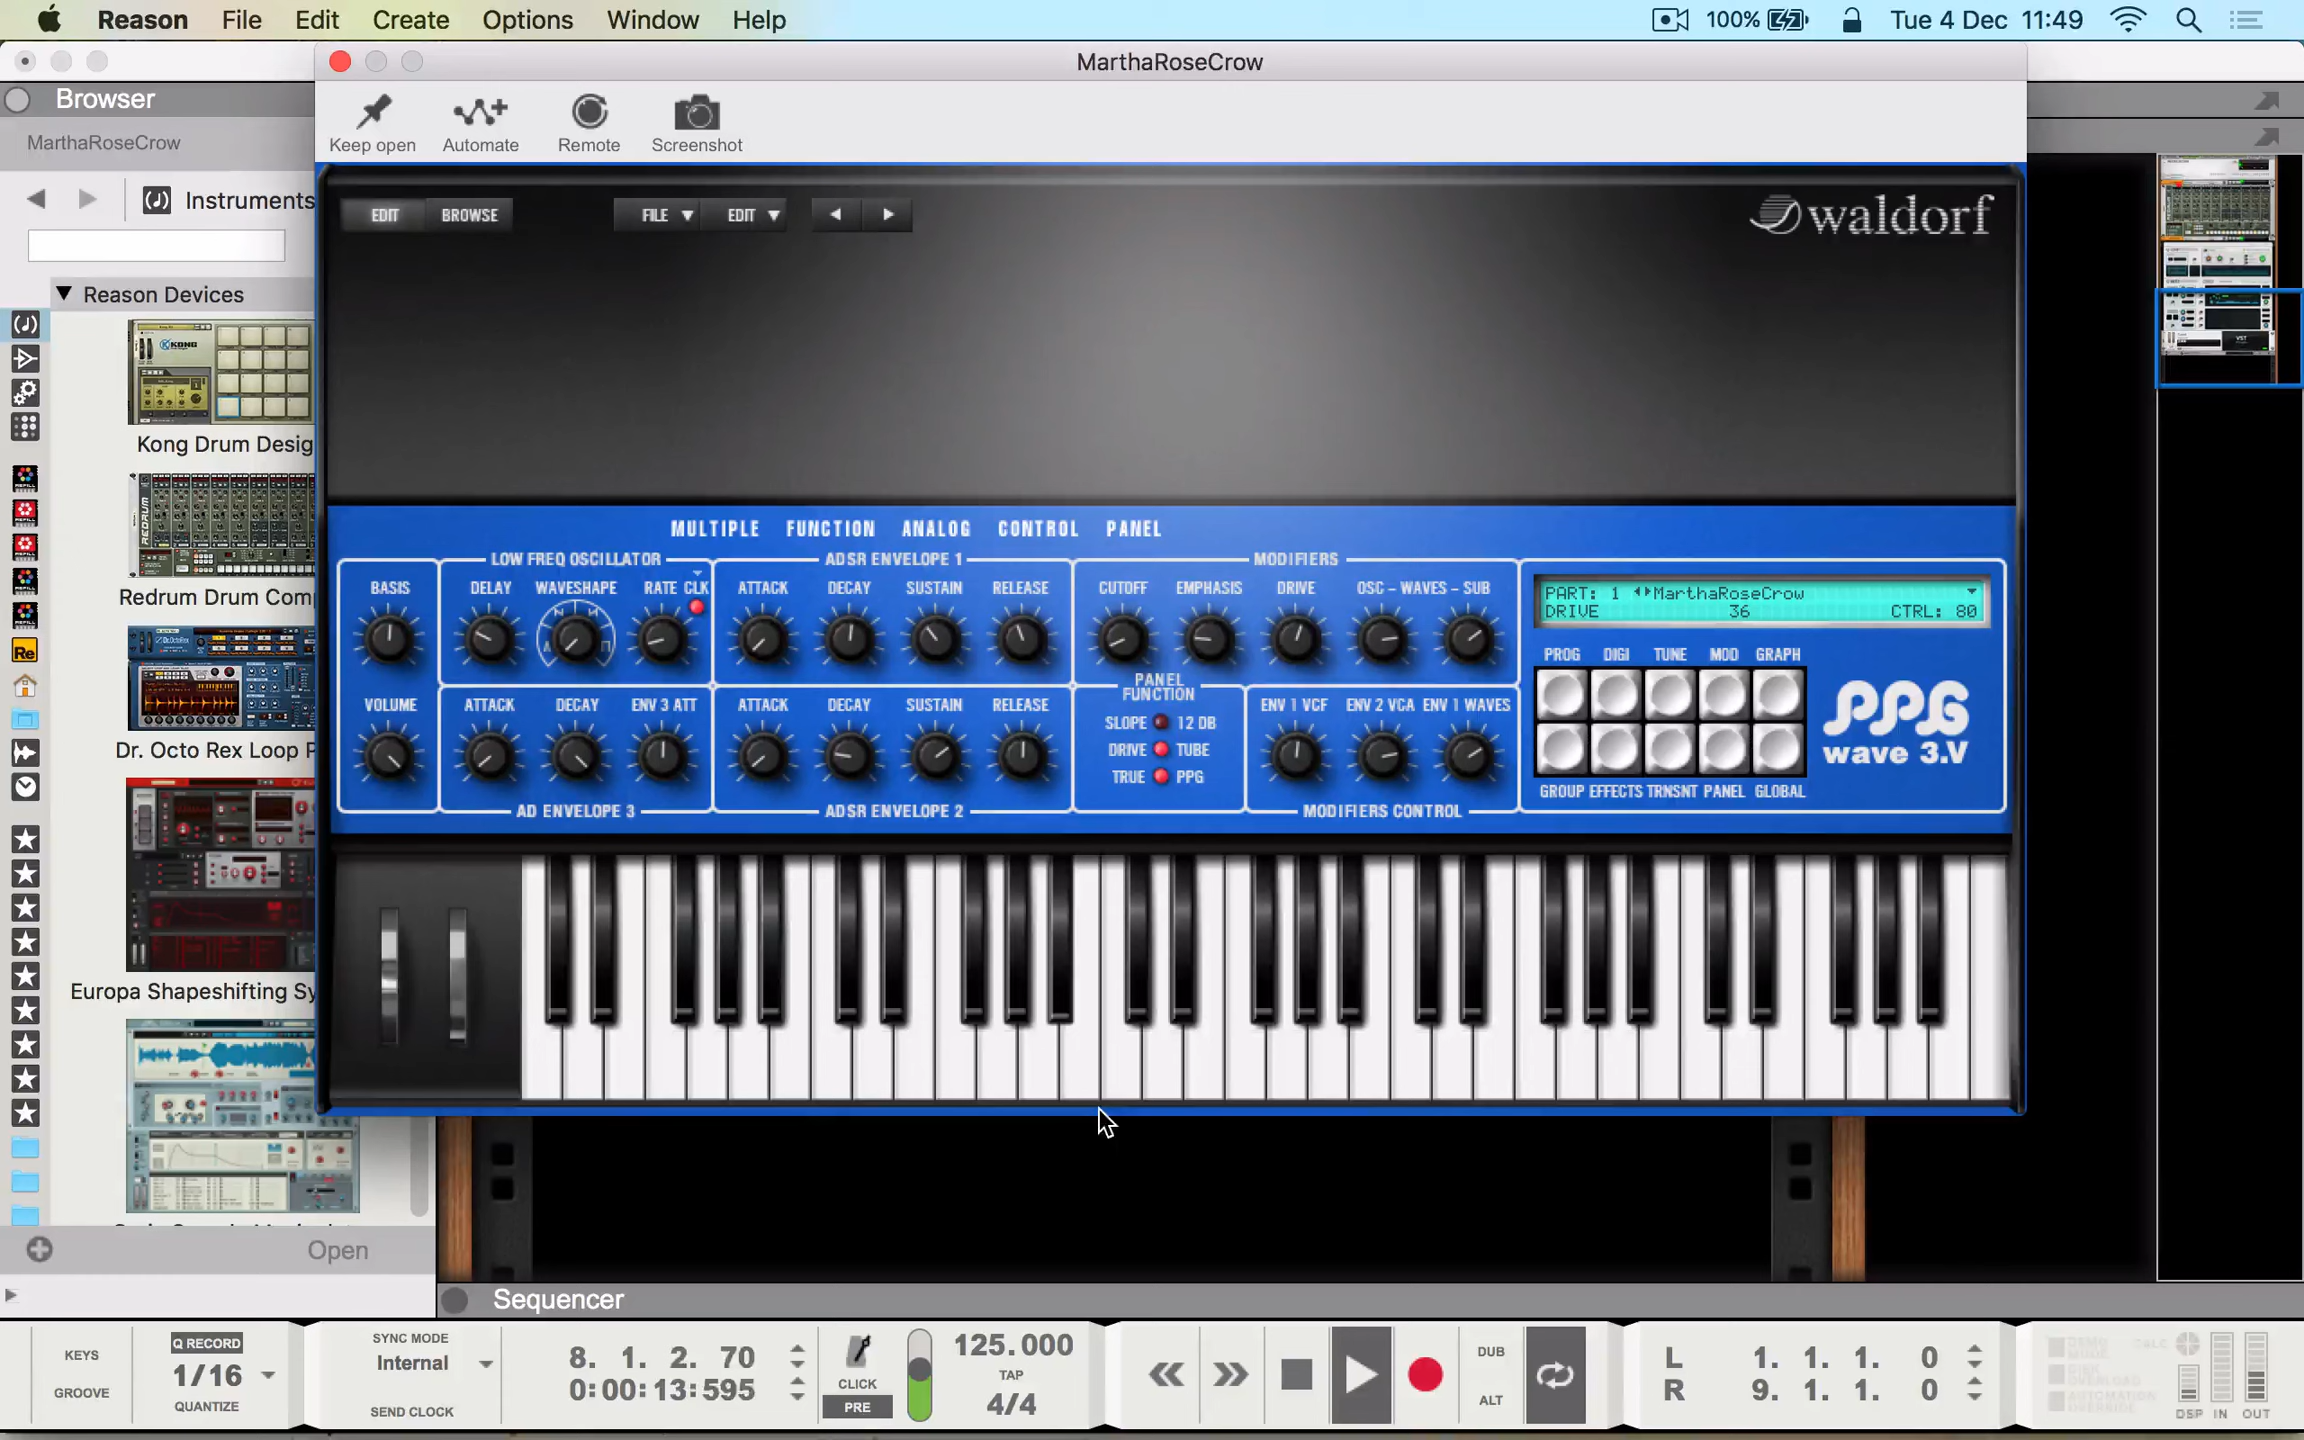 Reason File Edit Create Options Window Help 100% Tue 4 Dec 11:49
MarthaRoseCrow
Browser
Keep open Automate Remote Screenshot
MarthaRoseCrow
Instruments
EDIT BROWSE FILE EDIT
waldorf
Reason Devices
KONG
Kong Drum Desig
REDRUM
Redrum Drum Com
Dr. Octo Rex Loop P
Europa Shapeshifting Sy
Open
REFILL
REFILL
REFILL
REFILL
REFILL
Re
MULTIPLE FUNCTION ANALOG CONTROL PANEL
LOW FREQ OSCILLATOR ADSR ENVELOPE 1 MODIFIERS
BASIS DELAY WAVESHAPE RATE CLK ATTACK DECAY SUSTAIN RELEASE CUTOFF EMPHASIS DRIVE OSC - WAVES - SUB
PART: 1 MarthaRoseCrow
DRIVE 36 CTRL: 80
PROG DIGI TUNE MOD GRAPH
PANEL
FUNCTION
VOLUME ATTACK DECAY ENV 3 ATT ATTACK DECAY SUSTAIN RELEASE ENV 1 VCF ENV 2 VCA ENV 1 WAVES
SLOPE 12 DB
DRIVE TUBE
TRUE PPG
PPG
wave 3.V
GROUP EFFECTS TRNSNT PANEL GLOBAL
AD ENVELOPE 3 ADSR ENVELOPE 2 MODIFIERS CONTROL
Sequencer
KEYS
GROOVE
Q RECORD
1/16
QUANTIZE
SYNC MODE
Internal
SEND CLOCK
8. 1. 2. 70
0:00:13:595
CLICK
PRE
125.000
TAP
4/4
DUB
ALT
L 1. 1. 1. 0
R 9. 1. 1. 0
DSP IN OUT